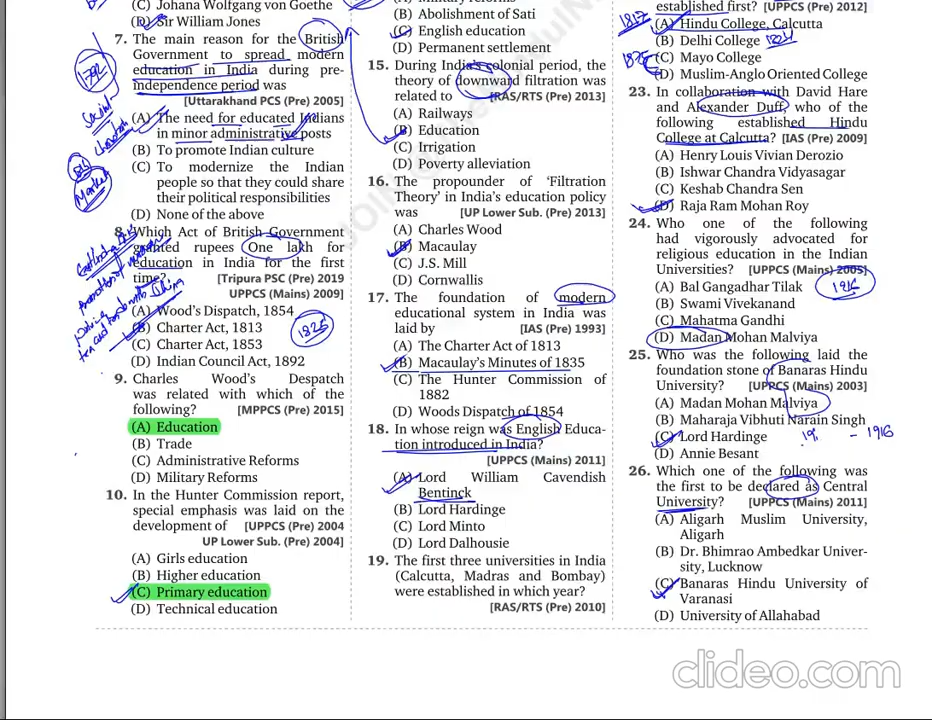 (C) Johana Wolfgang von Goethe
(D) Sir William Jones
7. The main reason for the British
Government to spread modern
education in India during pre-
independence period was
[Uttarakhand PCS (Pre) 2005]
(A) The need for educated Indians
in minor administrative posts
(B) To promote Indian culture
(C) To modernize the Indian
people so that they could share
their political responsibilities
(D) None of the above
8. Which Act of British Government
granted rupees One lakh for
education in India for the first
time? [Tripura PSC (Pre) 2019
UPPCS (Mains) 2009]
(A) Wood's Dispatch, 1854
(B) Charter Act, 1813
(C) Charter Act, 1853
(D) Indian Council Act, 1892
9. Charles Wood's Despatch
was related with which of the
following? [MPPCS (Pre) 2015]
(A) Education
(B) Trade
(C) Administrative Reforms
(D) Military Reforms
10. In the Hunter Commission report,
special emphasis was laid on the
development of [UPPCS (Pre) 2004
UP Lower Sub. (Pre) 2004]
(A) Girls education
(B) Higher education
(C) Primary education
(D) Technical education
1792
1813
1825
(B) Abolishment of Sati
(C) English education
(D) Permanent settlement
15. During India's colonial period, the
theory of downward filtration was
related to [RAS/RTS (Pre) 2013]
(A) Railways
(B) Education
(C) Irrigation
(D) Poverty alleviation
16. The propounder of 'Filtration
Theory' in India's education policy
was [UP Lower Sub. (Pre) 2013]
(A) Charles Wood
(B) Macaulay
(C) J.S. Mill
(D) Cornwallis
17. The foundation of modern
educational system in India was
laid by [IAS (Pre) 1993]
(A) The Charter Act of 1813
(B) Macaulay's Minutes of 1835
(C) The Hunter Commission of
1882
(D) Woods Dispatch of 1854
18. In whose reign was English Educa-
tion introduced in India?
[UPPCS (Mains) 2011]
(A) Lord William Cavendish
Bentinck
(B) Lord Hardinge
(C) Lord Minto
(D) Lord Dalhousie
19. The first three universities in India
(Calcutta, Madras and Bombay)
were established in which year?
[RAS/RTS (Pre) 2010]
established first? [UPPCS (Pre) 2012]
1817 (A) Hindu College, Calcutta
(B) Delhi College
1875 (C) Mayo College
(D) Muslim-Anglo Oriented College
23. In collaboration with David Hare
and Alexander Duff, who of the
following established Hindu
College at Calcutta? [IAS (Pre) 2009]
(A) Henry Louis Vivian Derozio
(B) Ishwar Chandra Vidyasagar
(C) Keshab Chandra Sen
(D) Raja Ram Mohan Roy
24. Who one of the following
had vigorously advocated for
religious education in the Indian
Universities? [UPPCS (Mains) 2005]
(A) Bal Gangadhar Tilak 1916
(B) Swami Vivekanand
(C) Mahatma Gandhi
(D) Madan Mohan Malviya
25. Who was the following laid the
foundation stone of Banaras Hindu
University? [UPPCS (Mains) 2003]
(A) Madan Mohan Malviya
(B) Maharaja Vibhuti Narain Singh
(C) Lord Hardinge - 1916
(D) Annie Besant
26. Which one of the following was
the first to be declared as Central
University? [UPPCS (Mains) 2011]
(A) Aligarh Muslim University,
Aligarh
(B) Dr. Bhimrao Ambedkar Univer-
sity, Lucknow
(C) Banaras Hindu University of
Varanasi
(D) University of Allahabad
clideo.com